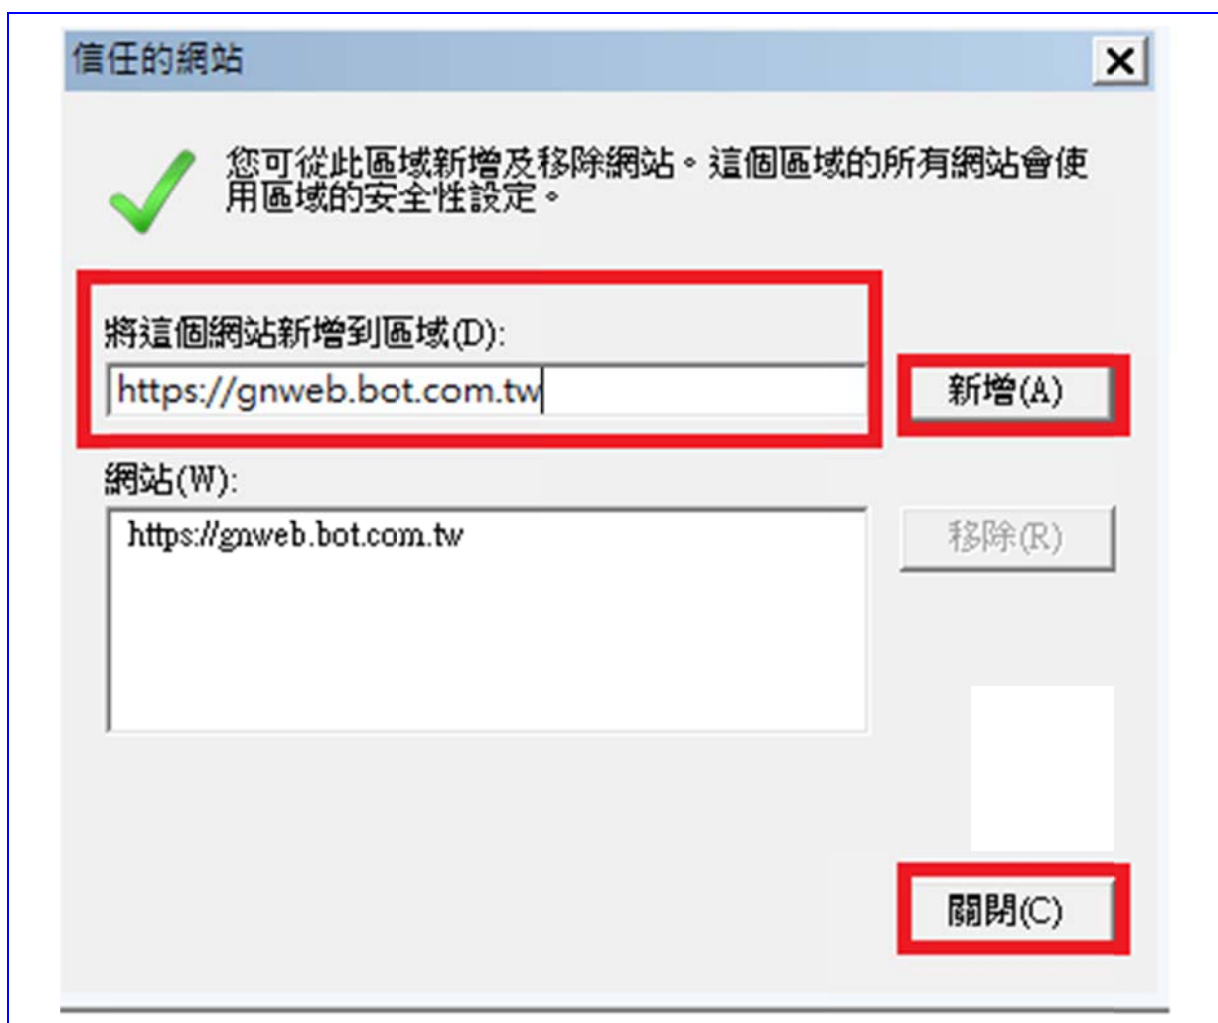 信任的網站
您可從此區域新增及移除網站。這個區域的所有網站會使
用區域的安全性設定。
將這個網站新增到區域(D):
https://gnweb.bot.com.tw
新增(A)
網站(W):
https://gnweb.bot.com.tw
移除(R)
關閉(C)